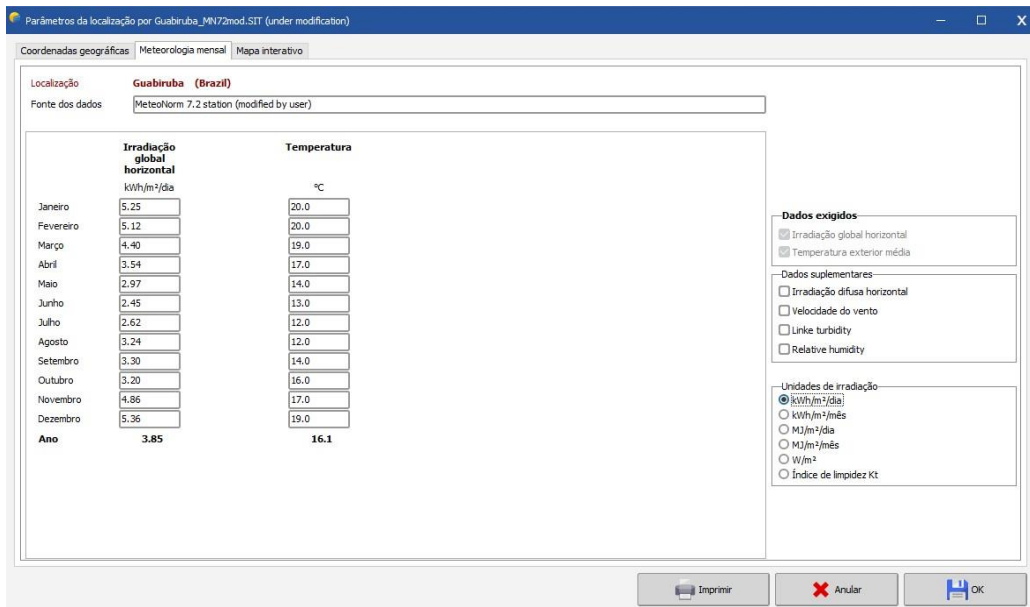 Parâmetros da localização por Guabiruba_MN72mod.SIT (under modification)
Coordenadas geográficas Meteorologia mensal Mapa interativo
Localização Guabiruba (Brazil)
Fonte dos dados MeteoNorm 7.2 station (modified by user)
Irradiação Temperatura
global
horizontal
kWh/m²/dia ºC
Janeiro 5.25 20.0
Fevereiro 5.12 20.0
Março 4.40 19.0
Abril 3.54 17.0
Maio 2.97 14.0
Junho 2.45 13.0
Julho 2.62 12.0
Agosto 3.24 12.0
Setembro 3.30 14.0
Outubro 3.20 16.0
Novembro 4.86 17.0
Dezembro 5.36 19.0
Ano 3.85 16.1
Dados exigidos
Irradiação global horizontal
Temperatura exterior média
Dados suplementares
Irradiação difusa horizontal
Velocidade do vento
Linke turbidity
Relative humidity
Unidades de irradiação
kWh/m²/dia
kWh/m²/mês
MJ/m²/dia
MJ/m²/mês
W/m²
Índice de limpidez Kt
Imprimir Anular OK